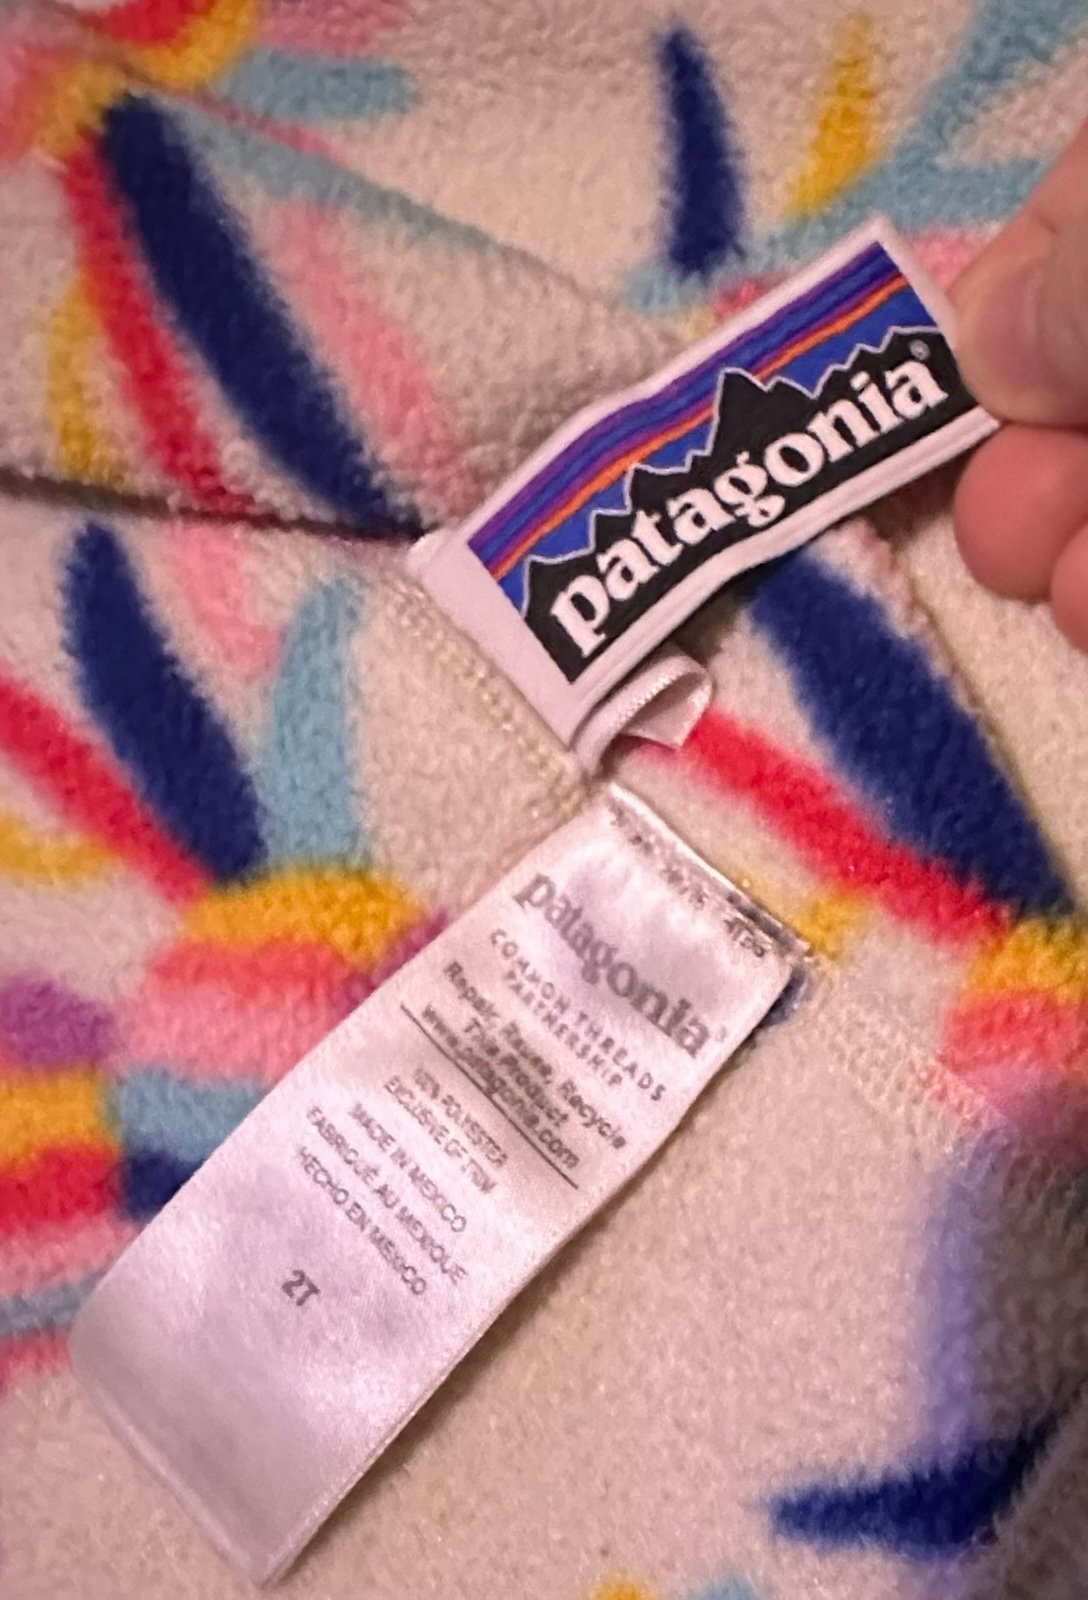 patagonia®
patagonia®
COMMON THREADS
PARTNERSHIP
Repair, Reuse, Recycle
This Product
www.patagonia.com
100% POLYESTER
EXCLUSIVE OF TRIM
MADE IN MEXICO
FABRIQUÉ AU MEXIQUE
HECHO EN MÉXICO
2T